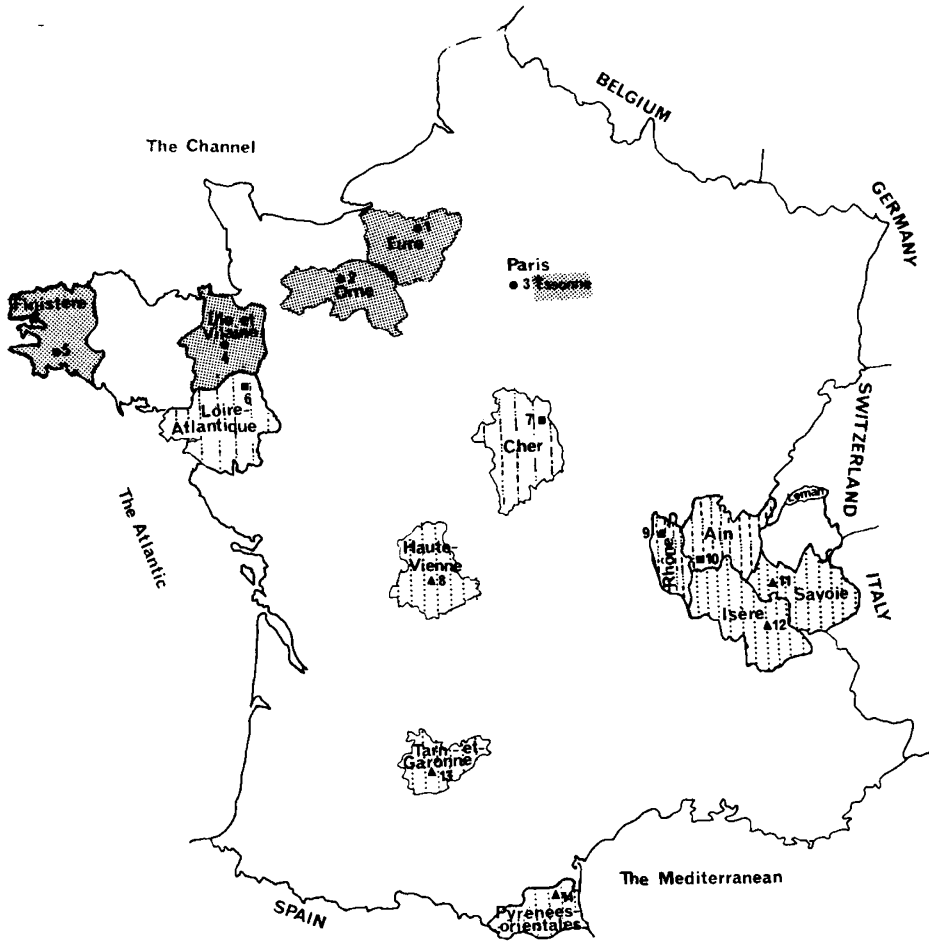 BELGIUM
The Channel
GERMANY
1
Eure
2
Orne
Paris
3 Essonne
Finistère
5
Ille et
Vilaine
4
6
Loire-
Atlantique
7
Cher
SWITZERLAND
The Atlantic
Leman
Haute-
Vienne
8
9
Rhône
Ain
10
11
Savoie
Isère
12
ITALY
Tarn-et-
Garonne
13
The Mediterranean
14
Pyrénées-
orientales
SPAIN